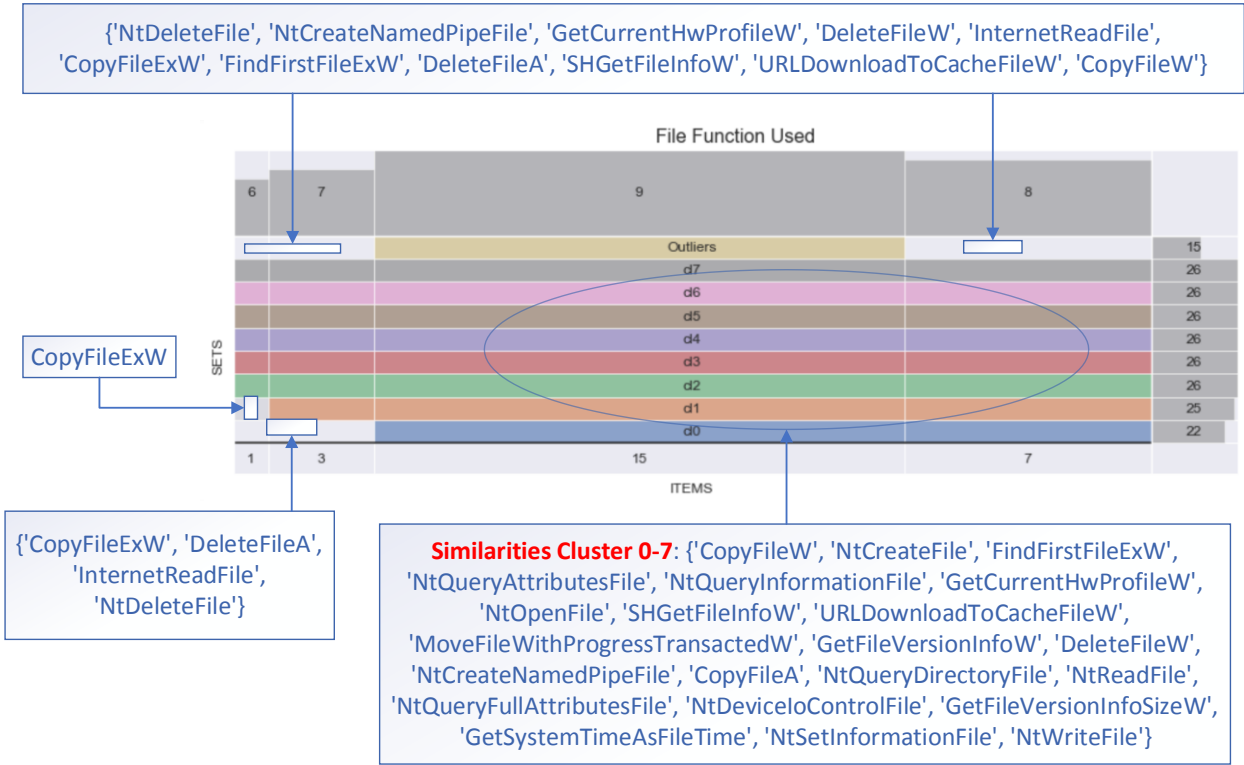 {'NtDeleteFile', 'NtCreateNamedPipeFile', 'GetCurrentHwProfileW', 'DeleteFileW', 'InternetReadFile',
'CopyFileExW', 'FindFirstFileExW', 'DeleteFileA', 'SHGetFileInfoW', 'URLDownloadToCacheFileW', 'CopyFileW'}
File Function Used
6 7 9 8
Outliers 15
d7 26
d6 26
d5 26
d4 26
d3 26
d2 26
d1 25
d0 22
SETS
CopyFileExW
1 3 15 7
ITEMS
{'CopyFileExW', 'DeleteFileA',
'InternetReadFile',
'NtDeleteFile'}
Similarities Cluster 0-7: {'CopyFileW', 'NtCreateFile', 'FindFirstFileExW',
'NtQueryAttributesFile', 'NtQueryInformationFile', 'GetCurrentHwProfileW',
'NtOpenFile', 'SHGetFileInfoW', 'URLDownloadToCacheFileW',
'MoveFileWithProgressTransactedW', 'GetFileVersionInfoW', 'DeleteFileW',
'NtCreateNamedPipeFile', 'CopyFileA', 'NtQueryDirectoryFile', 'NtReadFile',
'NtQueryFullAttributesFile', 'NtDeviceIoControlFile', 'GetFileVersionInfoSizeW',
'GetSystemTimeAsFileTime', 'NtSetInformationFile', 'NtWriteFile'}